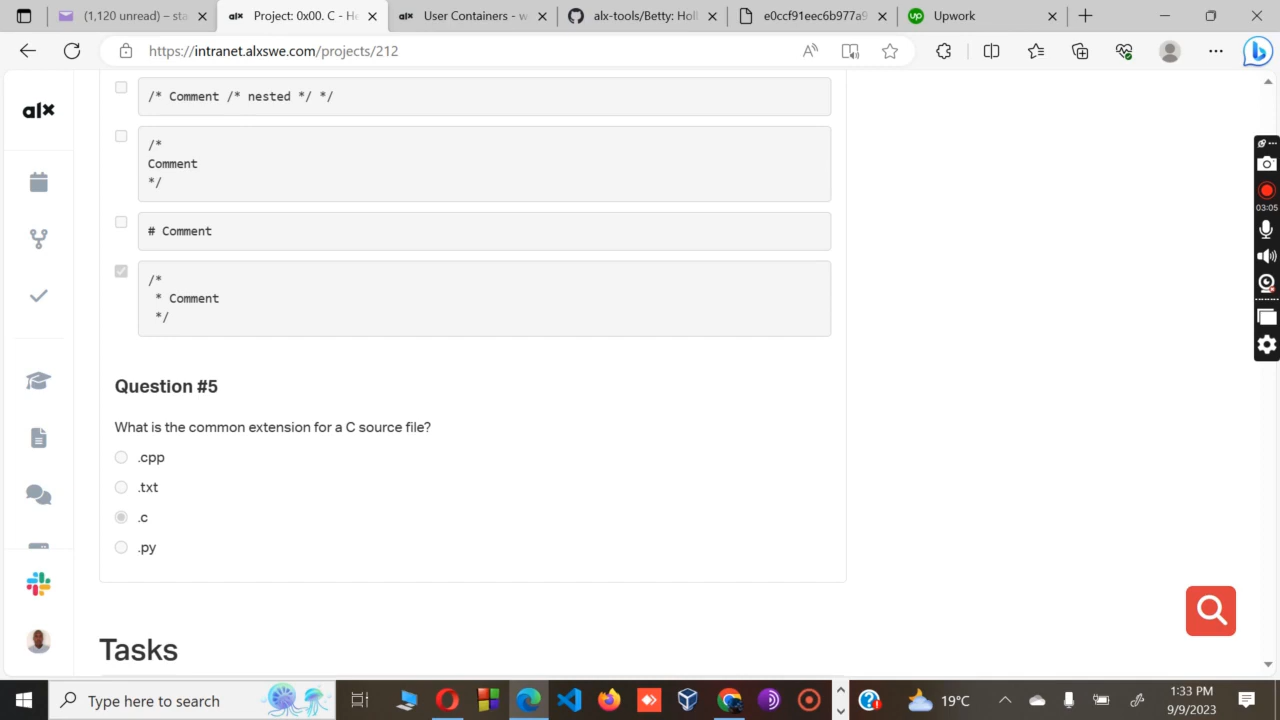 (1,120 unread) – sta
Project: 0x00. C - He
User Containers - w
alx-tools/Betty: Holl
e0ccf91eec6b977a9
Upwork
https://intranet.alxswe.com/projects/212
alx
/* Comment /* nested */ */
/*
Comment
*/
# Comment
/*
* Comment
*/
Question #5
What is the common extension for a C source file?
.cpp
.txt
.c
.py
Tasks
03:05
Type here to search
19°C
1:33 PM
9/9/2023